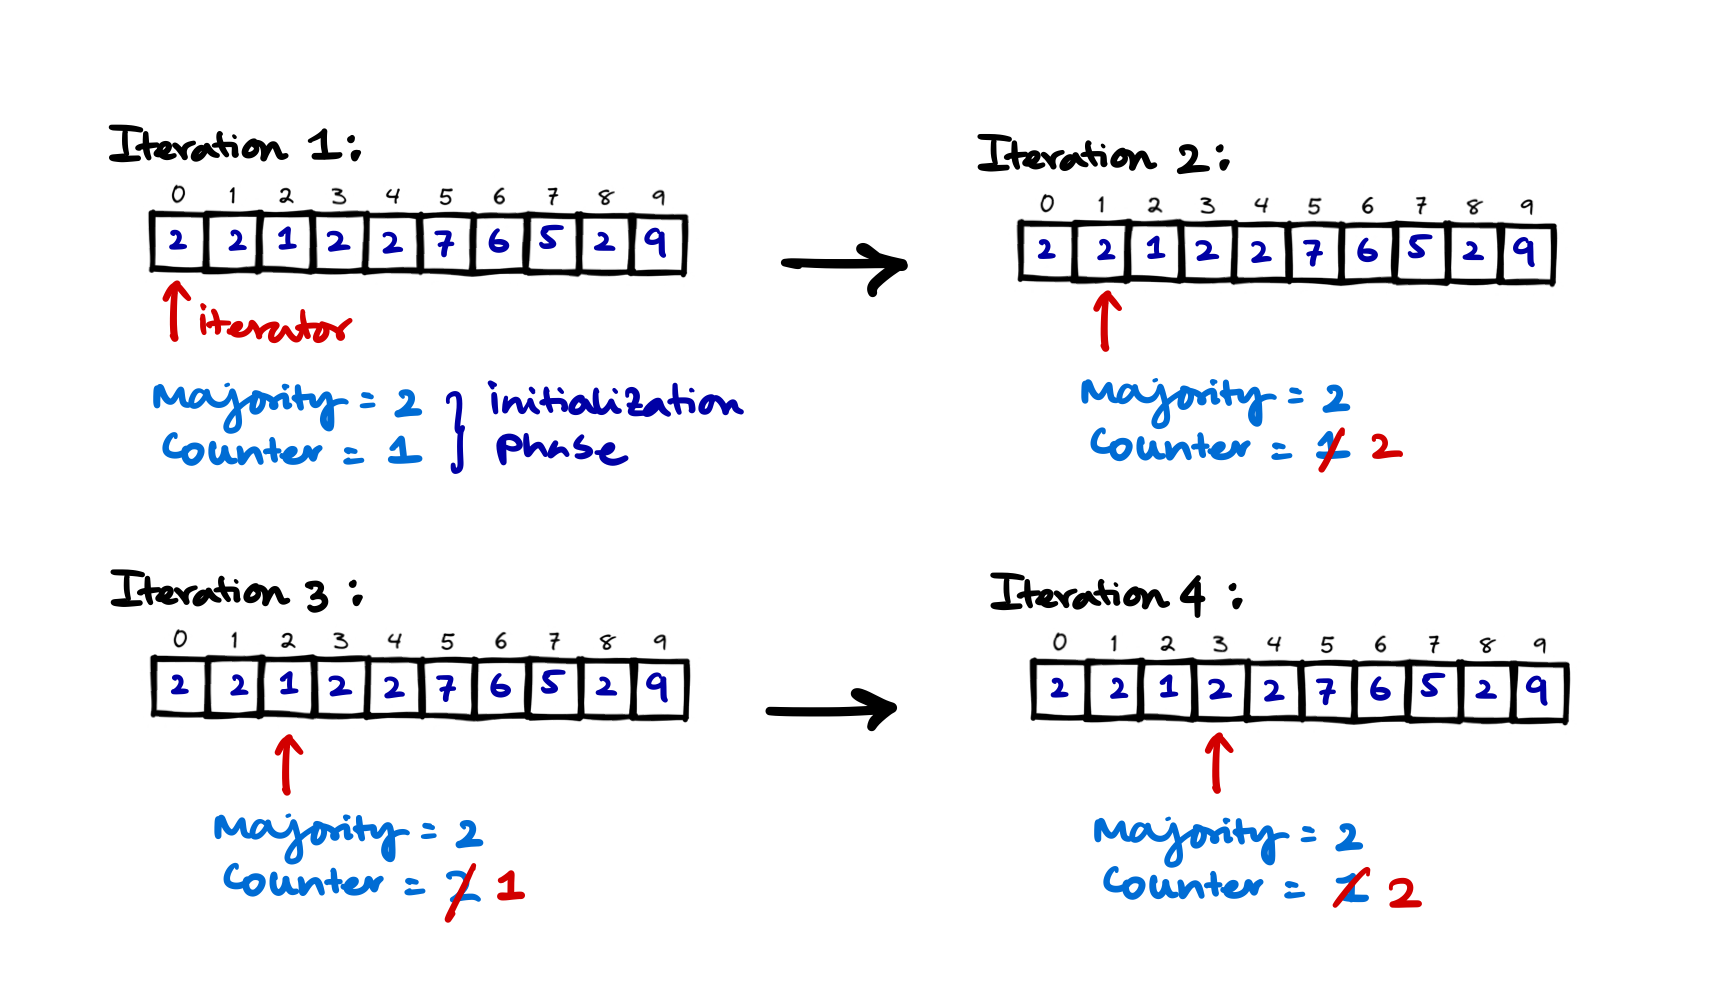 Iteration 1:
0 1 2 3 4 5 6 7 8 9
2 2 1 2 2 7 6 5 2 9
iterator
Majority = 2
Counter = 1
initialization
phase
Iteration 2:
0 1 2 3 4 5 6 7 8 9
2 2 1 2 2 7 6 5 2 9
Majority = 2
Counter = 1 2
Iteration 3 :
0 1 2 3 4 5 6 7 8 9
2 2 1 2 2 7 6 5 2 9
Majority = 2
Counter = 2 1
Iteration 4 :
0 1 2 3 4 5 6 7 8 9
2 2 1 2 2 7 6 5 2 9
Majority = 2
Counter = 1 2